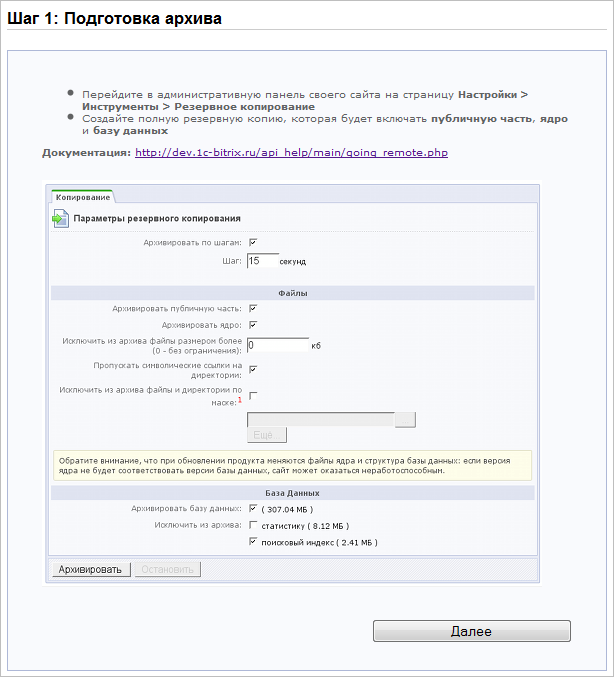 Шаг 1: Подготовка архива
Перейдите в административную панель своего сайта на страницу Настройки >
Инструменты > Резервное копирование
Создайте полную резервную копию, которая будет включать публичную часть, ядро
и базу данных
Документация: http://dev.1c-bitrix.ru/api_help/main/going_remote.php
Копирование
Параметры резервного копирования
Архивировать по шагам:
Шаг: 15 секунд
Файлы
Архивировать публичную часть:
Архивировать ядро:
Исключить из архива файлы размером более
(0 - без ограничения): 0 кб
Пропускать символические ссылки на
директории:
Исключить из архива файлы и директории по
маске:1
Еще...
Обратите внимание, что при обновлении продукта меняются файлы ядра и структура базы данных: если версия
ядра не будет соответствовать версии базы данных, сайт может оказаться неработоспособным.
База Данных
Архивировать базу данных: ( 307.04 МБ )
Исключить из архива: статистику ( 8.12 МБ )
поисковый индекс ( 2.41 МБ )
Архивировать Остановить
Далее